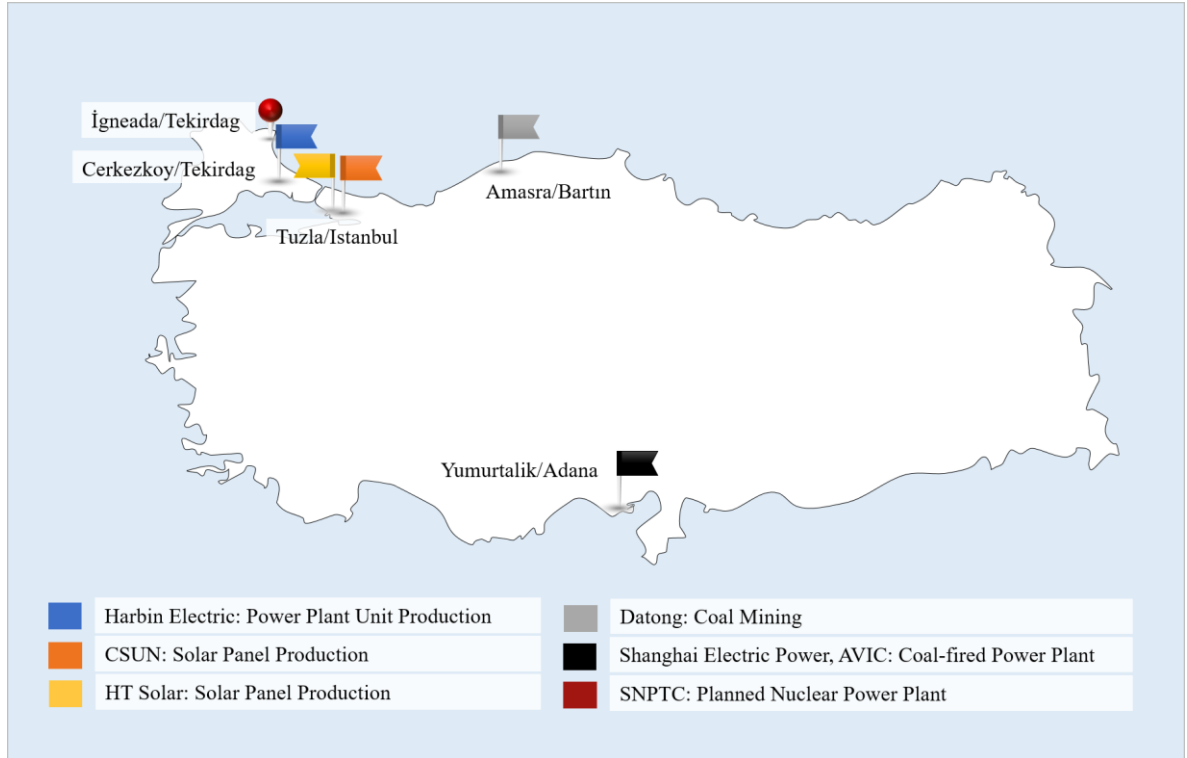 İgneada/Tekirdag
Cerkezkoy/Tekirdag
Tuzla/Istanbul
Amasra/Bartın
Yumurtalik/Adana
Harbin Electric: Power Plant Unit Production
CSUN: Solar Panel Production
HT Solar: Solar Panel Production
Datong: Coal Mining
Shanghai Electric Power, AVIC: Coal-fired Power Plant
SNPTC: Planned Nuclear Power Plant